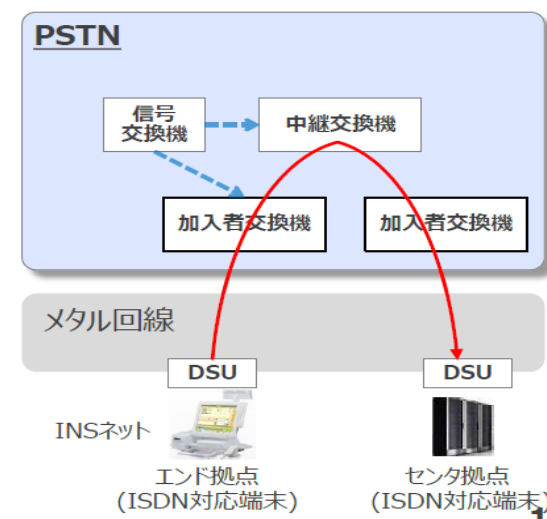 PSTN
信号
交換機
中継交換機
加入者交換機
加入者交換機
メタル回線
DSU
DSU
INSネット
エンド拠点
(ISDN対応端末)
センタ拠点
(ISDN対応端末)
1